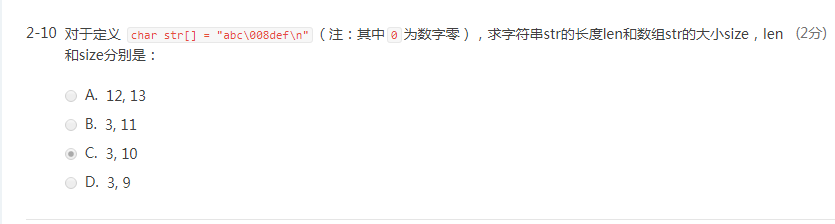 2-10 对于定义 char str[] = "abc\008def\n" （注：其中 0 为数字零），求字符串str的长度len和数组str的大小size，len (2分)
和size分别是：
A. 12, 13
B. 3, 11
C. 3, 10
D. 3, 9